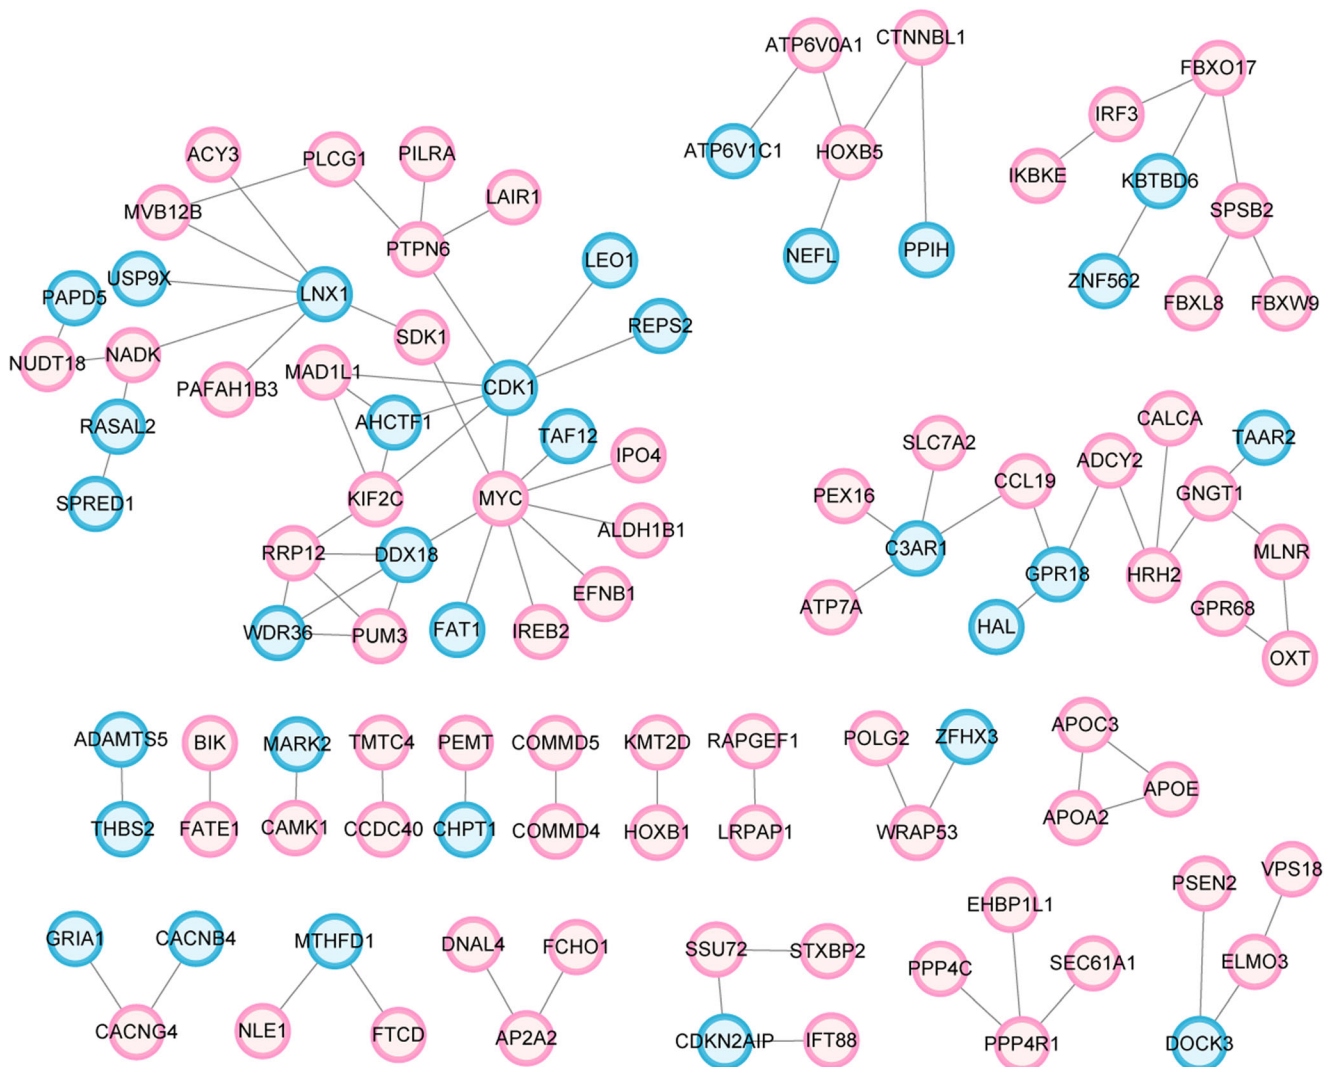 ATP6V0A1
CTNNBL1
FBXO17
IRF3
ATP6V1C1
HOXB5
IKBKE
KBTBD6
SPSB2
NEFL
PPIH
ZNF562
FBXL8
FBXW9
ACY3
PLCG1
PILRA
LAIR1
MVB12B
PTPN6
LEO1
USP9X
PAPD5
LNX1
REPS2
SDK1
NUDT18
NADK
MAD1L1
PAFAH1B3
CDK1
RASAL2
AHCTF1
TAF12
IPO4
SPRED1
KIF2C
MYC
ALDH1B1
RRP12
DDX18
EFNB1
WDR36
PUM3
FAT1
IREB2
CALCA
TAAR2
SLC7A2
ADCY2
CCL19
GNGT1
PEX16
C3AR1
MLNR
GPR18
HRH2
ATP7A
GPR68
HAL
OXT
ADAMTS5
BIK
MARK2
TMTC4
PEMT
COMMD5
KMT2D
RAPGEF1
POLG2
ZFHX3
APOC3
APOE
APOA2
THBS2
FATE1
CAMK1
CCDC40
CHPT1
COMMD4
HOXB1
LRPAP1
WRAP53
GRIA1
CACNB4
MTHFD1
DNAL4
FCHO1
SSU72
STXBP2
EHBP1L1
PSEN2
VPS18
PPP4C
SEC61A1
ELMO3
CACNG4
NLE1
FTCD
AP2A2
CDKN2AIP
IFT88
PPP4R1
DOCK3